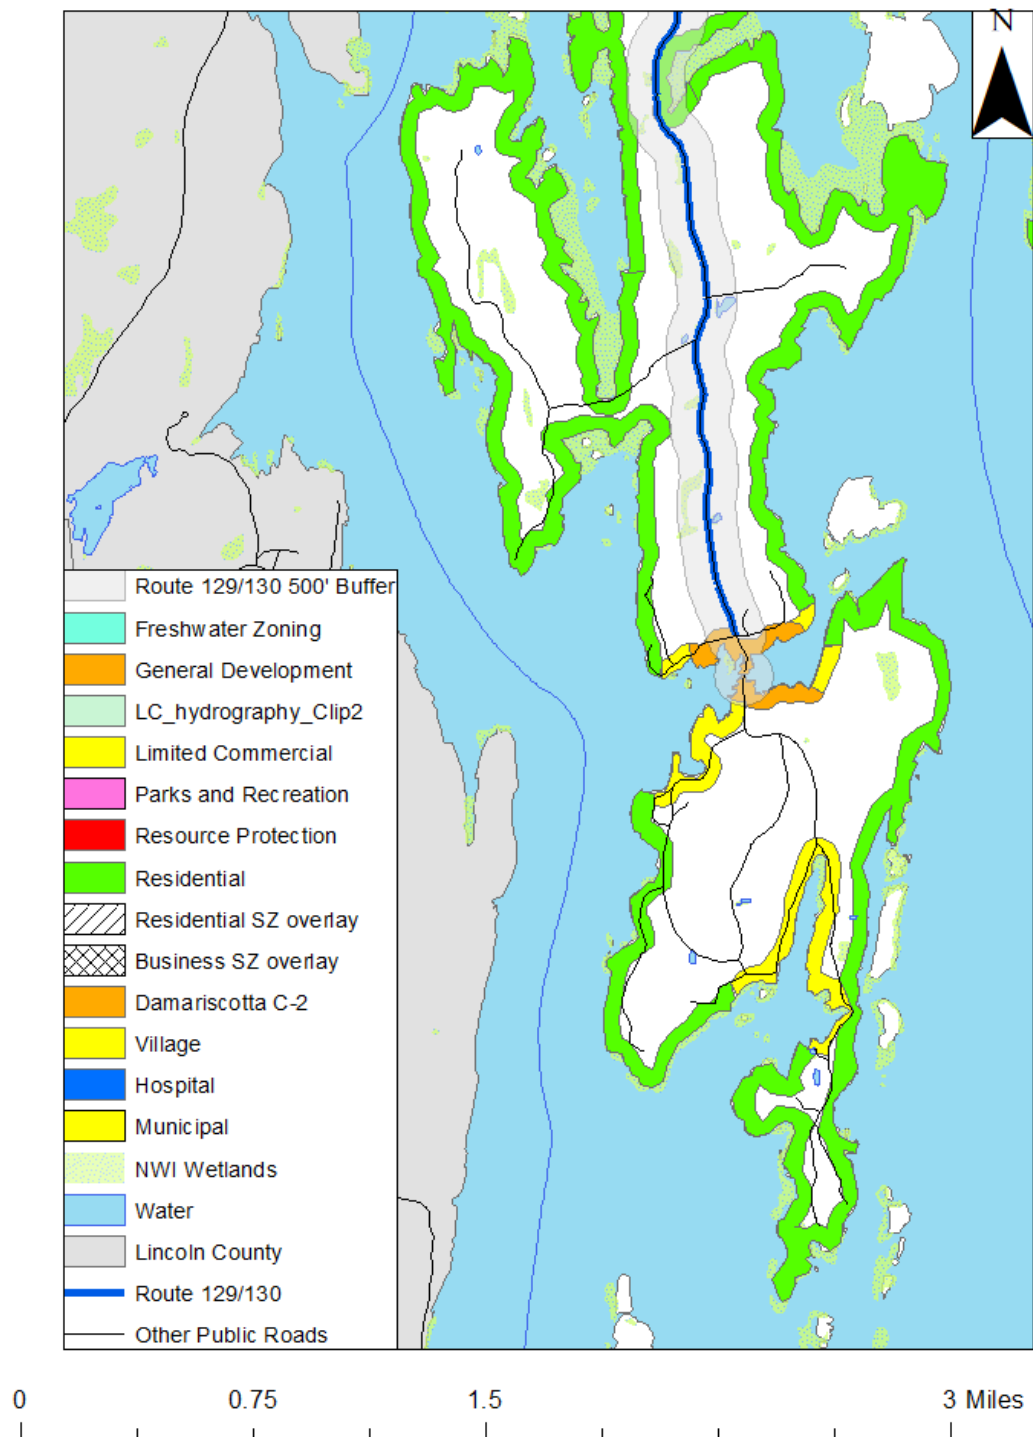 N
Route 129/130 500' Buffer
Freshwater Zoning
General Development
LC_hydrography_Clip2
Limited Commercial
Parks and Recreation
Resource Protection
Residential
Residential SZ overlay
Business SZ overlay
Damariscotta C-2
Village
Hospital
Municipal
NWI Wetlands
Water
Lincoln County
Route 129/130
Other Public Roads
0 0.75 1.5 3 Miles